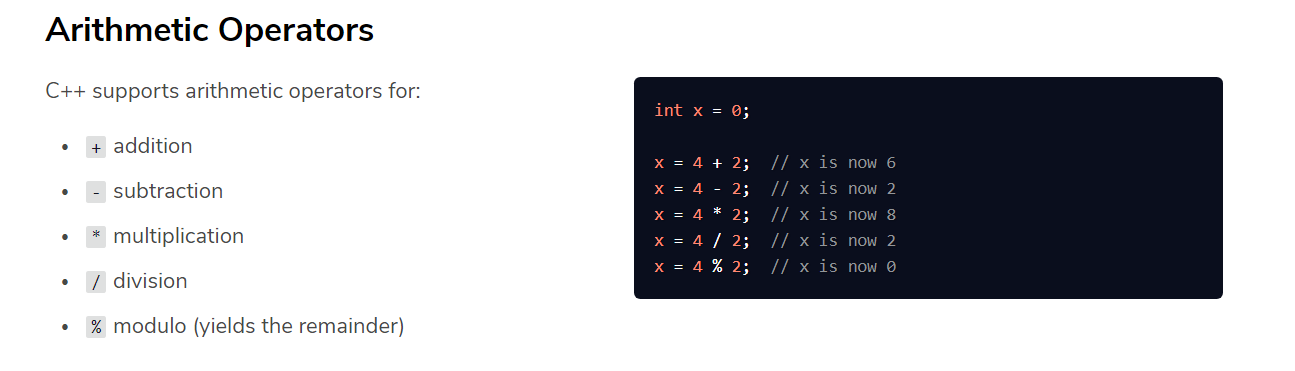 Arithmetic Operators
C++ supports arithmetic operators for:
+ addition
- subtraction
* multiplication
/ division
% modulo (yields the remainder)
int x = 0;
x = 4 + 2;  // x is now 6
x = 4 - 2;  // x is now 2
x = 4 * 2;  // x is now 8
x = 4 / 2;  // x is now 2
x = 4 % 2;  // x is now 0